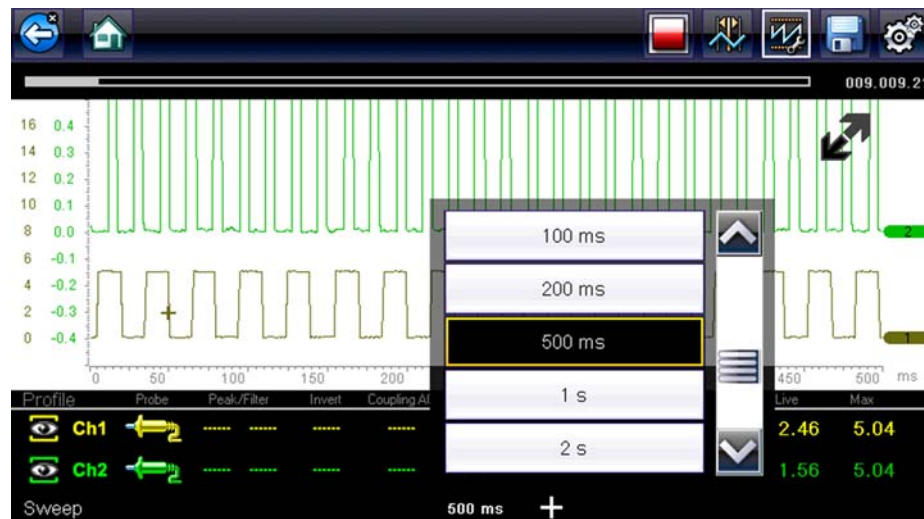 009.009.21
16 0.4
14 0.3
12 0.2
10 0.1
8 0.0 2
6 -0.1
4 -0.2
2 -0.3
0 -0.4 1
100 ms
200 ms
500 ms
1 s
2 s
0 50 100 150 200 450 500 ms
Profile Probe Peak/Filter Invert Coupling Live Max
Ch1 2.46 5.04
Ch2 1.56 5.04
Sweep 500 ms